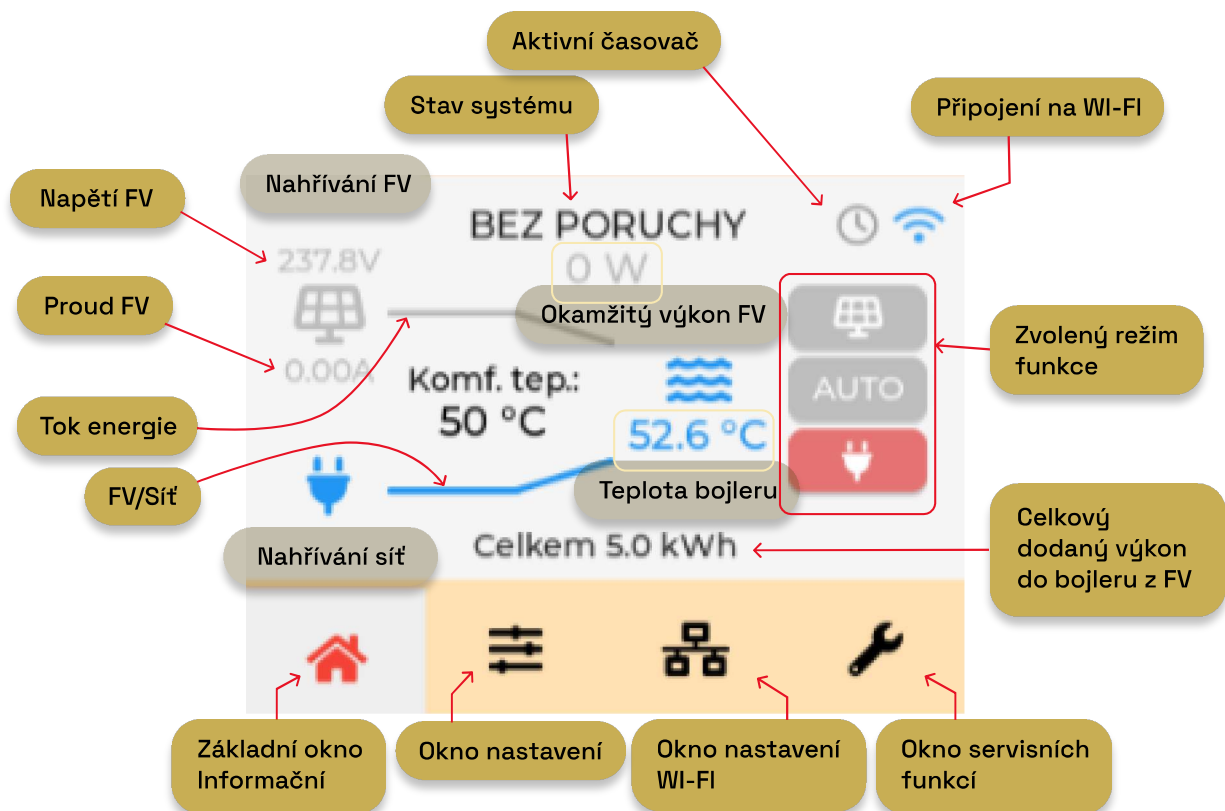 Aktivní časovač
Stav systému
Připojení na WI-FI
Nahřívání FV
Napětí FV
BEZ PORUCHY
237.8V
0 W
Proud FV
Okamžitý výkon FV
Zvolený režim
funkce
0.00A
Komf. tep.:
50 °C
AUTO
Tok energie
52.6 °C
FV/Síť
Teplota bojleru
Nahřívání síť
Celkem 5.0 kWh
Celkový
dodaný výkon
do bojleru z FV
Základní okno
Informační
Okno nastavení
Okno nastavení
WI-FI
Okno servisních
funkcí